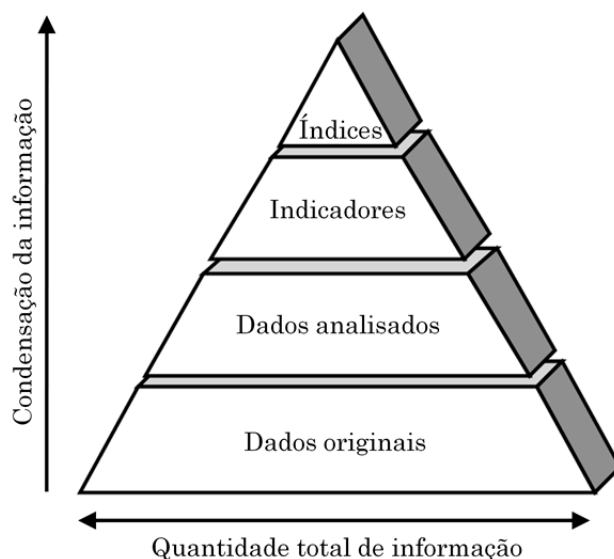 Condensação da informação
Índices
Indicadores
Dados analisados
Dados originais
Quantidade total de informação